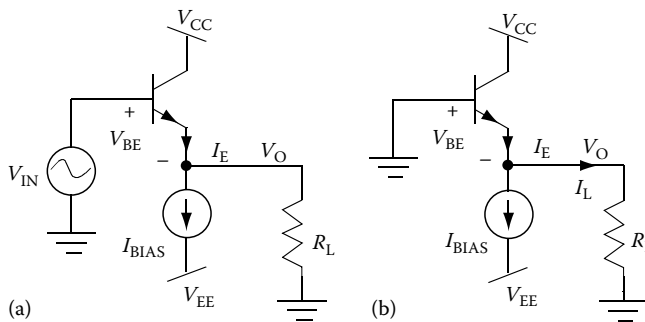 V_CC
+
V_BE
−
I_E
V_O
V_IN
I_BIAS
R_L
V_EE
(a)
V_CC
+
V_BE
−
I_E
V_O
I_L
I_BIAS
R
V_EE
(b)